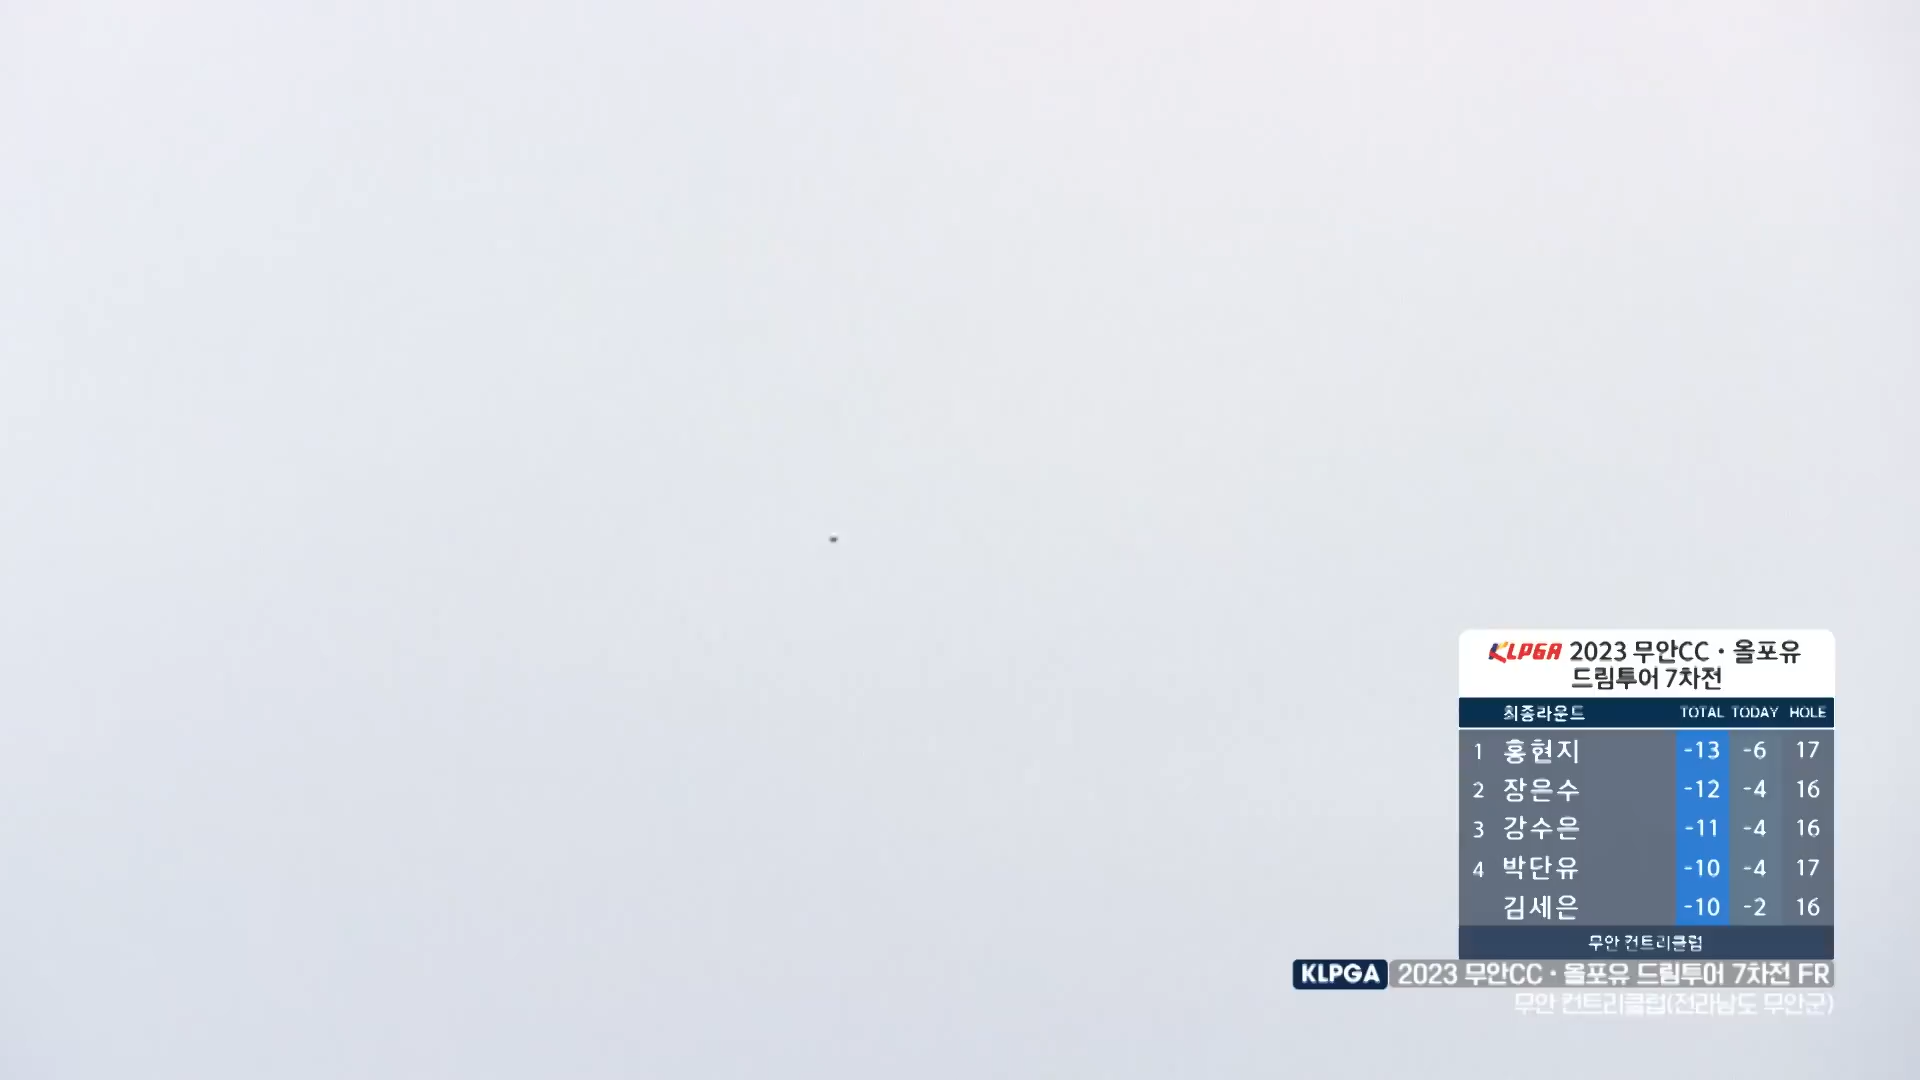 KLPGA 2023 무안CC·올포유
드림투어 7차전
최종라운드 TOTAL TODAY HOLE
1 홍현지 -13 -6 17
2 장은수 -12 -4 16
3 강수은 -11 -4 16
4 박단유 -10 -4 17
김세은 -10 -2 16
무안 컨트리클럽
KLPGA 2023 무안CC·올포유 드림투어 7차전 FR
무안 컨트리클럽(전라남도 무안군)